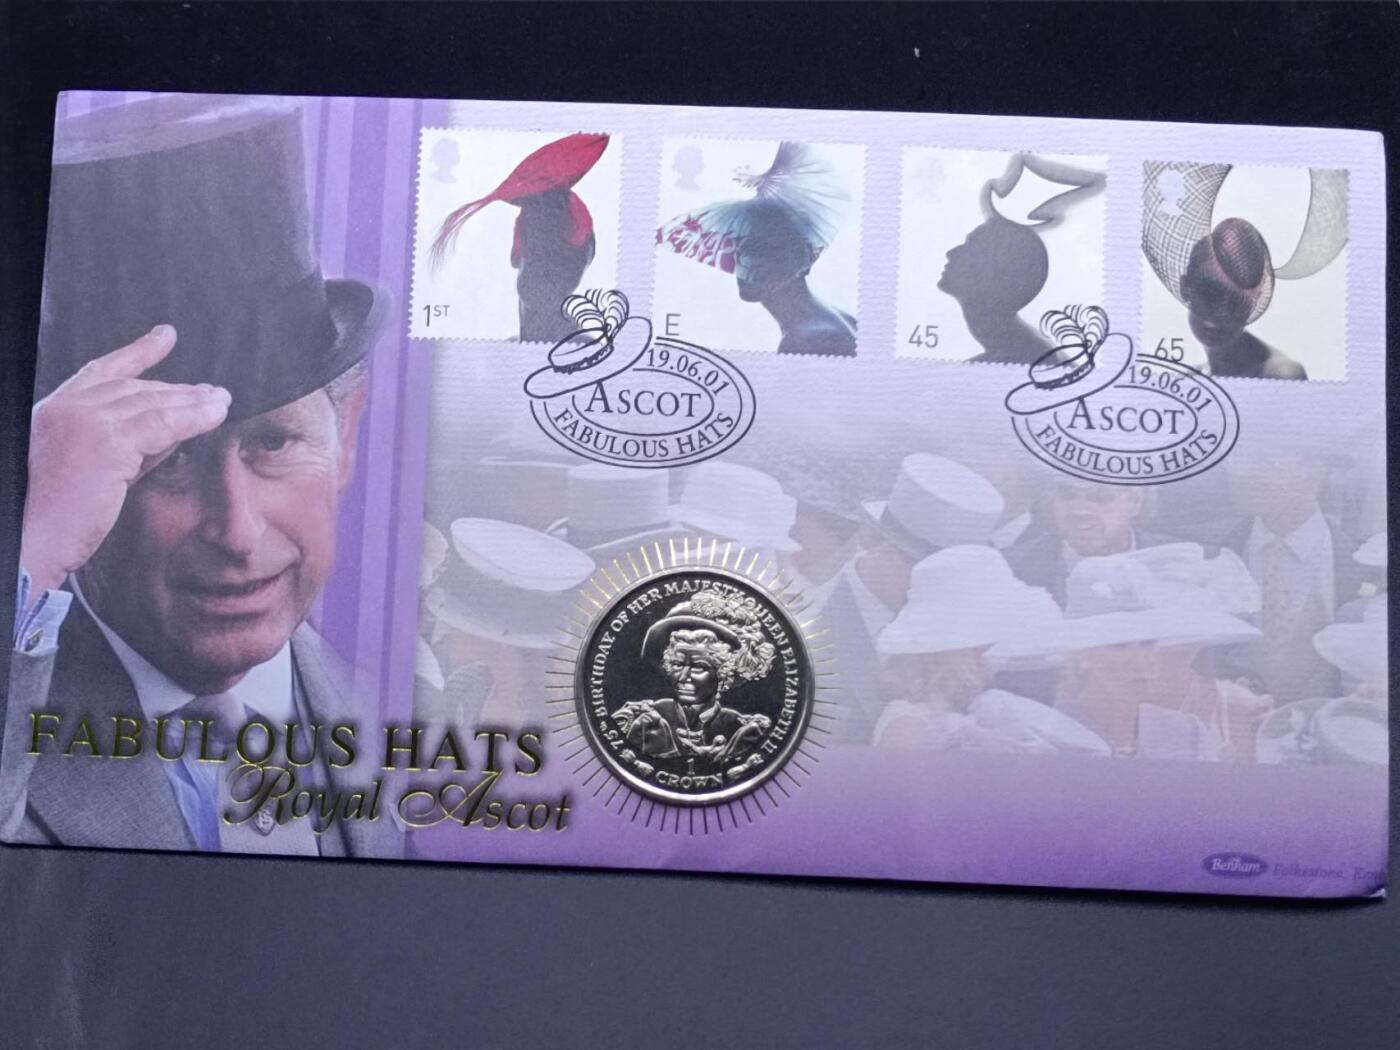 1ST
E
45
65
19.06.01
ASCOT
FABULOUS HATS
19.06.01
ASCOT
FABULOUS HATS
75TH BIRTHDAY OF HER MAJESTY QUEEN ELIZABETH II
1
CROWN
FABULOUS HATS
Royal Ascot
Benham Folkestone,